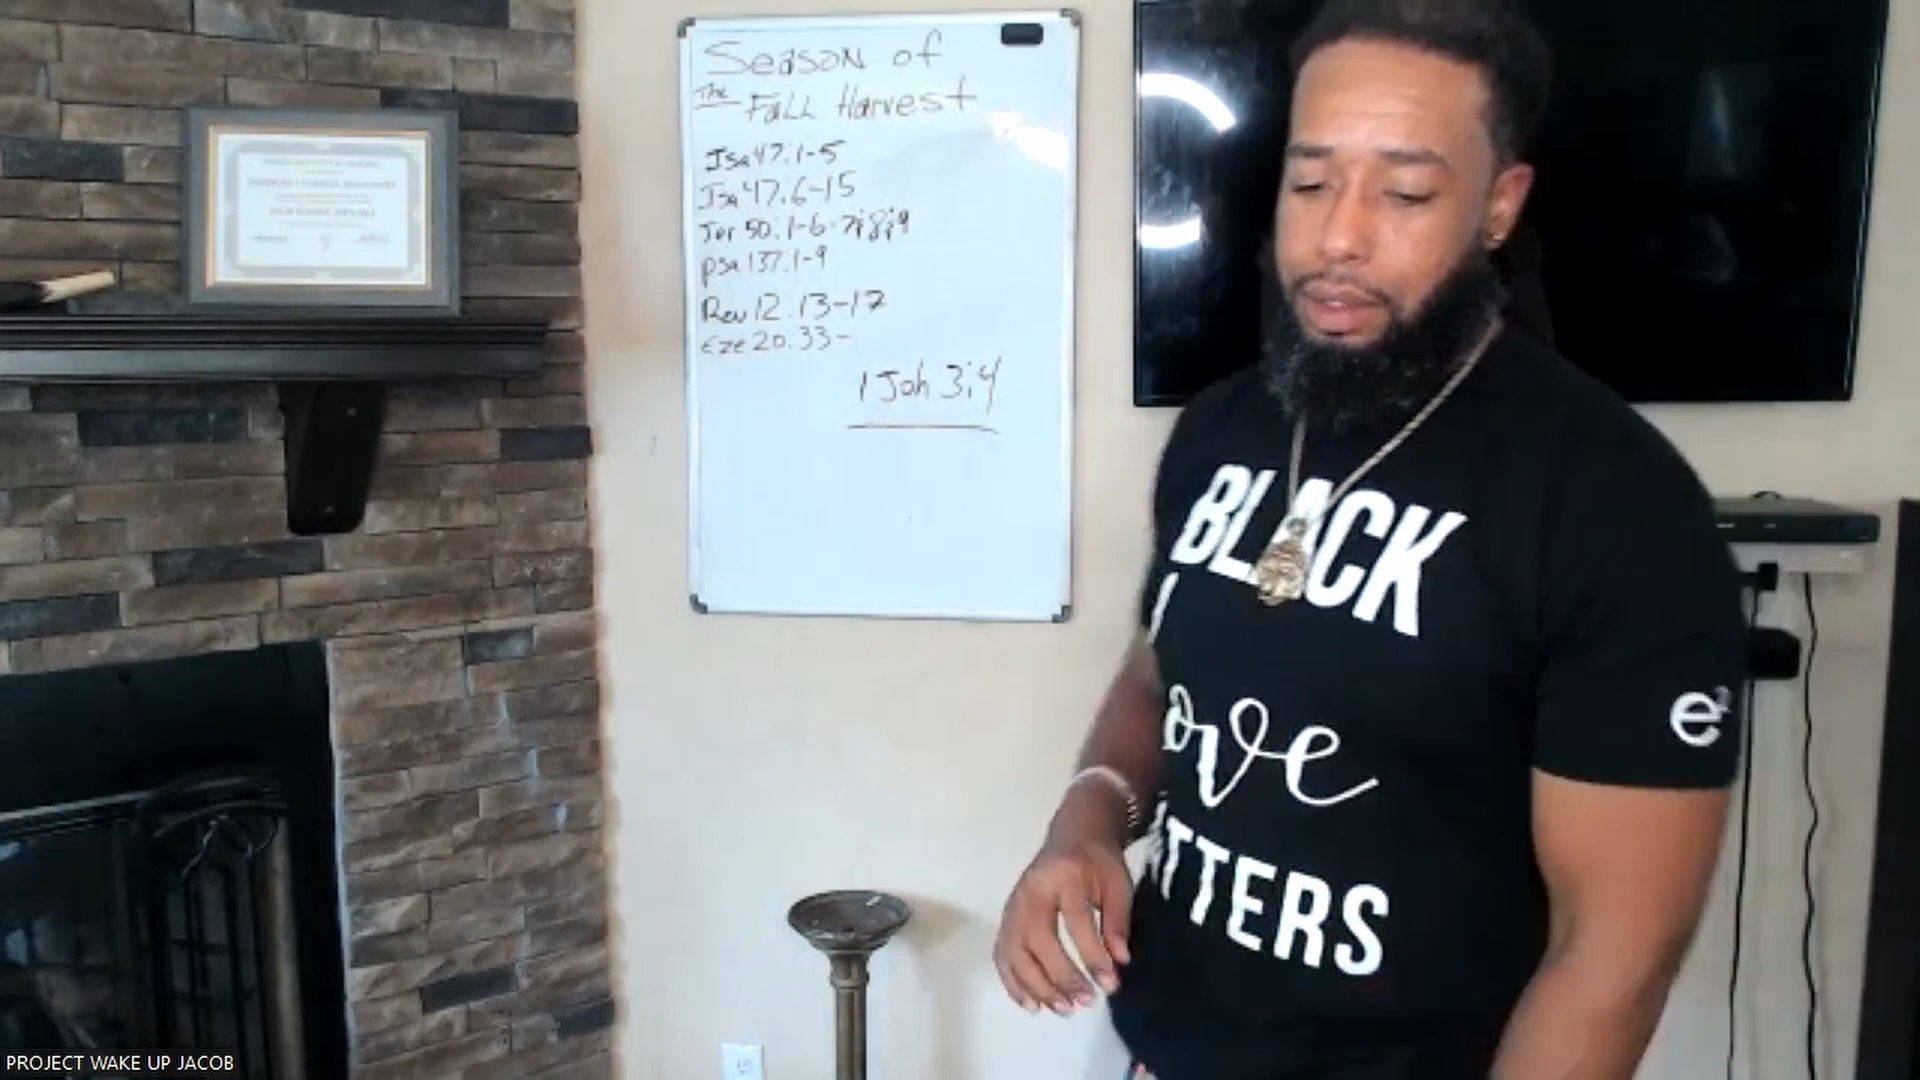 Season of
The Fall Harvest
Isa 47:1-5
Isa 47.6-15
Jer 50:1-6-7;8;9
psa 137:1-9
Rev 12.13-17
Eze 20.33-
1 Joh 3;4
BLACK
ove
ATTERS
e²
PROJECT WAKE UP JACOB